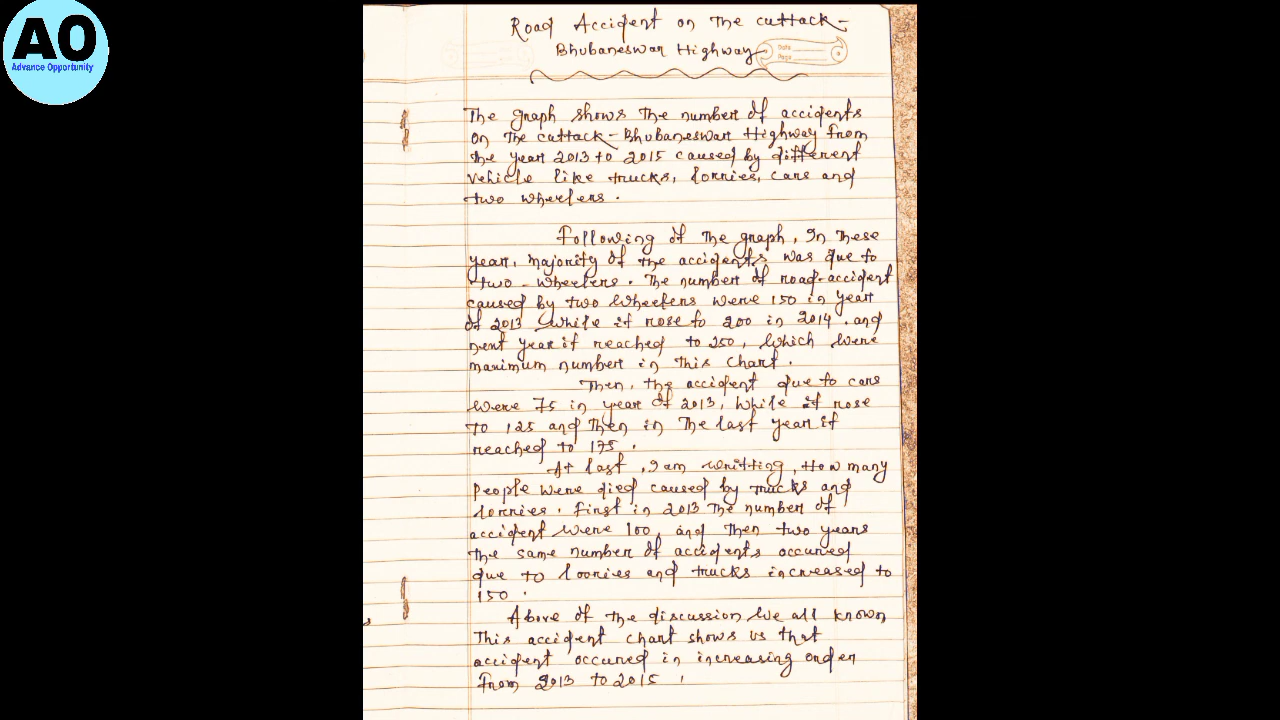 AO
Advance Opportunity
Road Accident on The cuttack-
Bhubaneswar Highway
Date
Page
The graph shows The number of accidents
on The cuttack - Bhubaneswar Highway from
the year 2013 to 2015 caused by different
vehicle like trucks, lorries, cars and
two wheelers .
Following of the graph, In These
year, majority of the accidents was due to
two - wheelers . The number of road-accident
caused by two wheelers were 150 in year
of 2013 while it rose to 200 in 2014 . and
next year it reached to 250, which were
maximum number in this chart .
Then, the accident due to cars
were 75 in year of 2013, while it rose
to 125 and then in The last year it
reached to 175 .
At last , I am writting , How many
people were died caused by trucks and
lorries . First in 2013 The number of
accident were 100 and Then two years
the same number of accidents occurred
due to loories and trucks increased to
150 .
Above of the discussion we all known
This accident chart shows us that
accident occured in increasing order
from 2013 to 2015 .